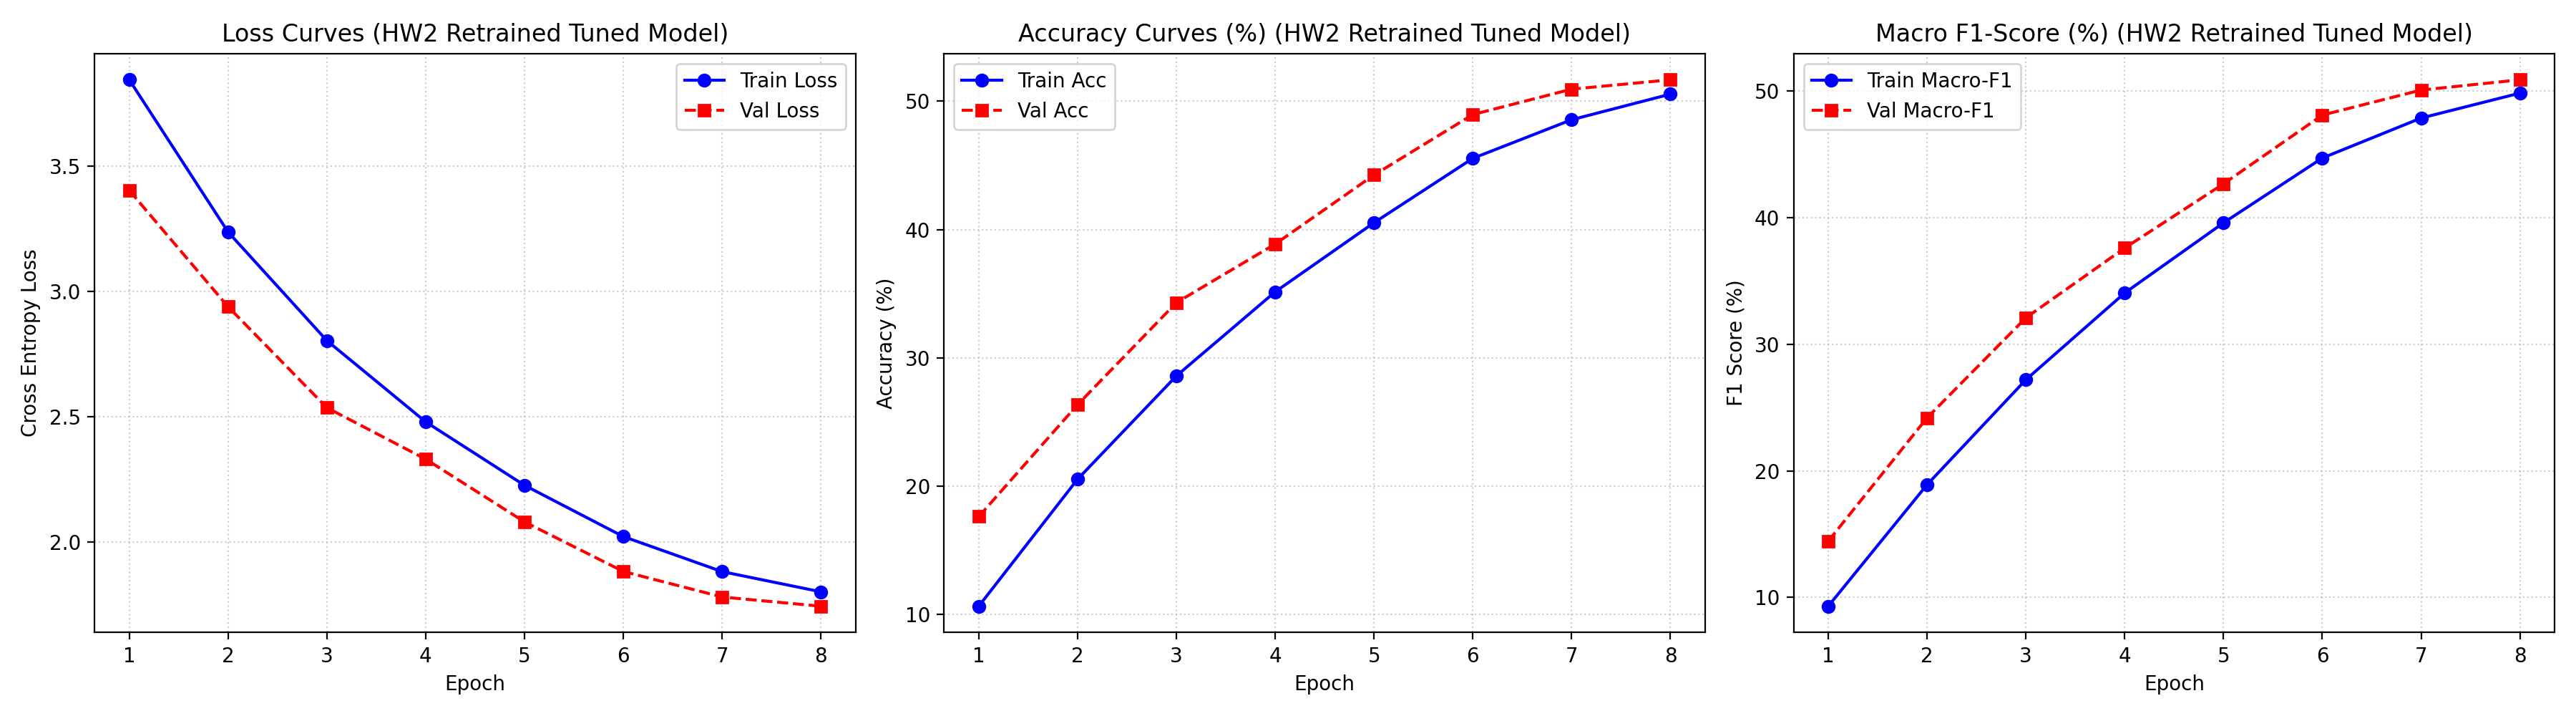 Loss Curves (HW2 Retrained Tuned Model)
Train Loss
Val Loss
Cross Entropy Loss
3.5
3.0
2.5
2.0
1 2 3 4 5 6 7 8
Epoch
Accuracy Curves (%) (HW2 Retrained Tuned Model)
Train Acc
Val Acc
Accuracy (%)
50
40
30
20
10
1 2 3 4 5 6 7 8
Epoch
Macro F1-Score (%) (HW2 Retrained Tuned Model)
Train Macro-F1
Val Macro-F1
F1 Score (%)
50
40
30
20
10
1 2 3 4 5 6 7 8
Epoch